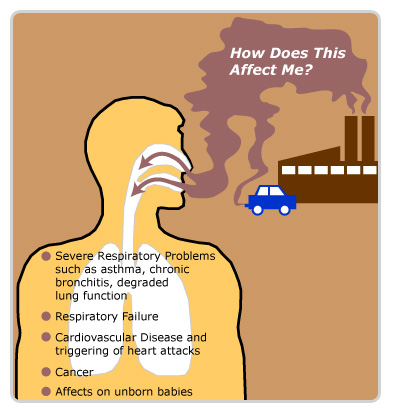 How Does This
Affect Me?
Severe Respiratory Problems
such as asthma, chronic
bronchitis, degraded
lung function
Respiratory Failure
Cardiovascular Disease and
triggering of heart attacks
Cancer
Affects on unborn babies